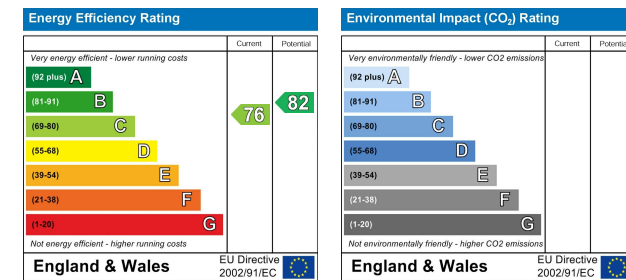 Energy Efficiency Rating
Current Potential
Very energy efficient - lower running costs
(92 plus) A
(81-91) B
(69-80) C
(55-68) D
(39-54) E
(21-38) F
(1-20) G
76
82
Not energy efficient - higher running costs
England & Wales
EU Directive
2002/91/EC
Environmental Impact (CO₂) Rating
Current Potential
Very environmentally friendly - lower CO2 emissions
(92 plus) A
(81-91) B
(69-80) C
(55-68) D
(39-54) E
(21-38) F
(1-20) G
Not environmentally friendly - higher CO2 emissions
England & Wales
EU Directive
2002/91/EC